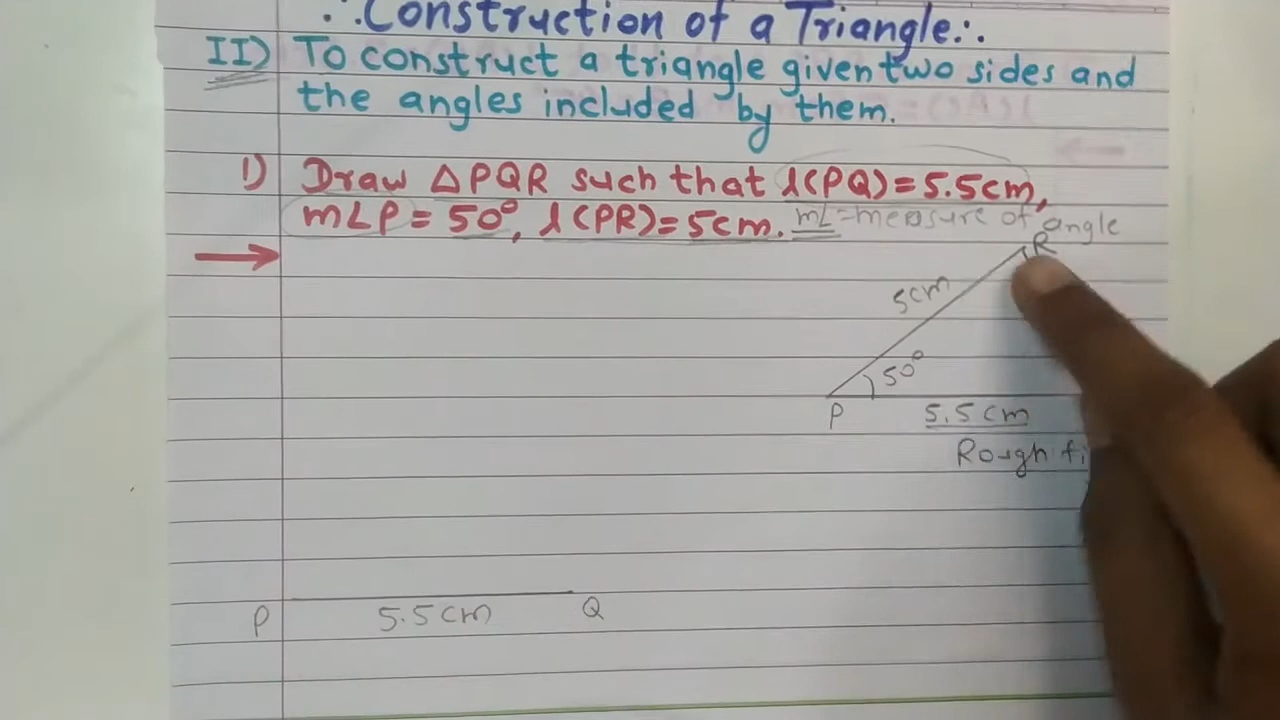 ∴ Construction of a Triangle:.
II) To construct a triangle given two sides and
the angles included by them.
1) Draw △PQR such that l(PQ)=5.5cm,
m∠P = 50°, l(PR)=5cm. m∠=measure of angle
R
5cm
50°
P
5.5cm
Rough fi
P 5.5cm Q